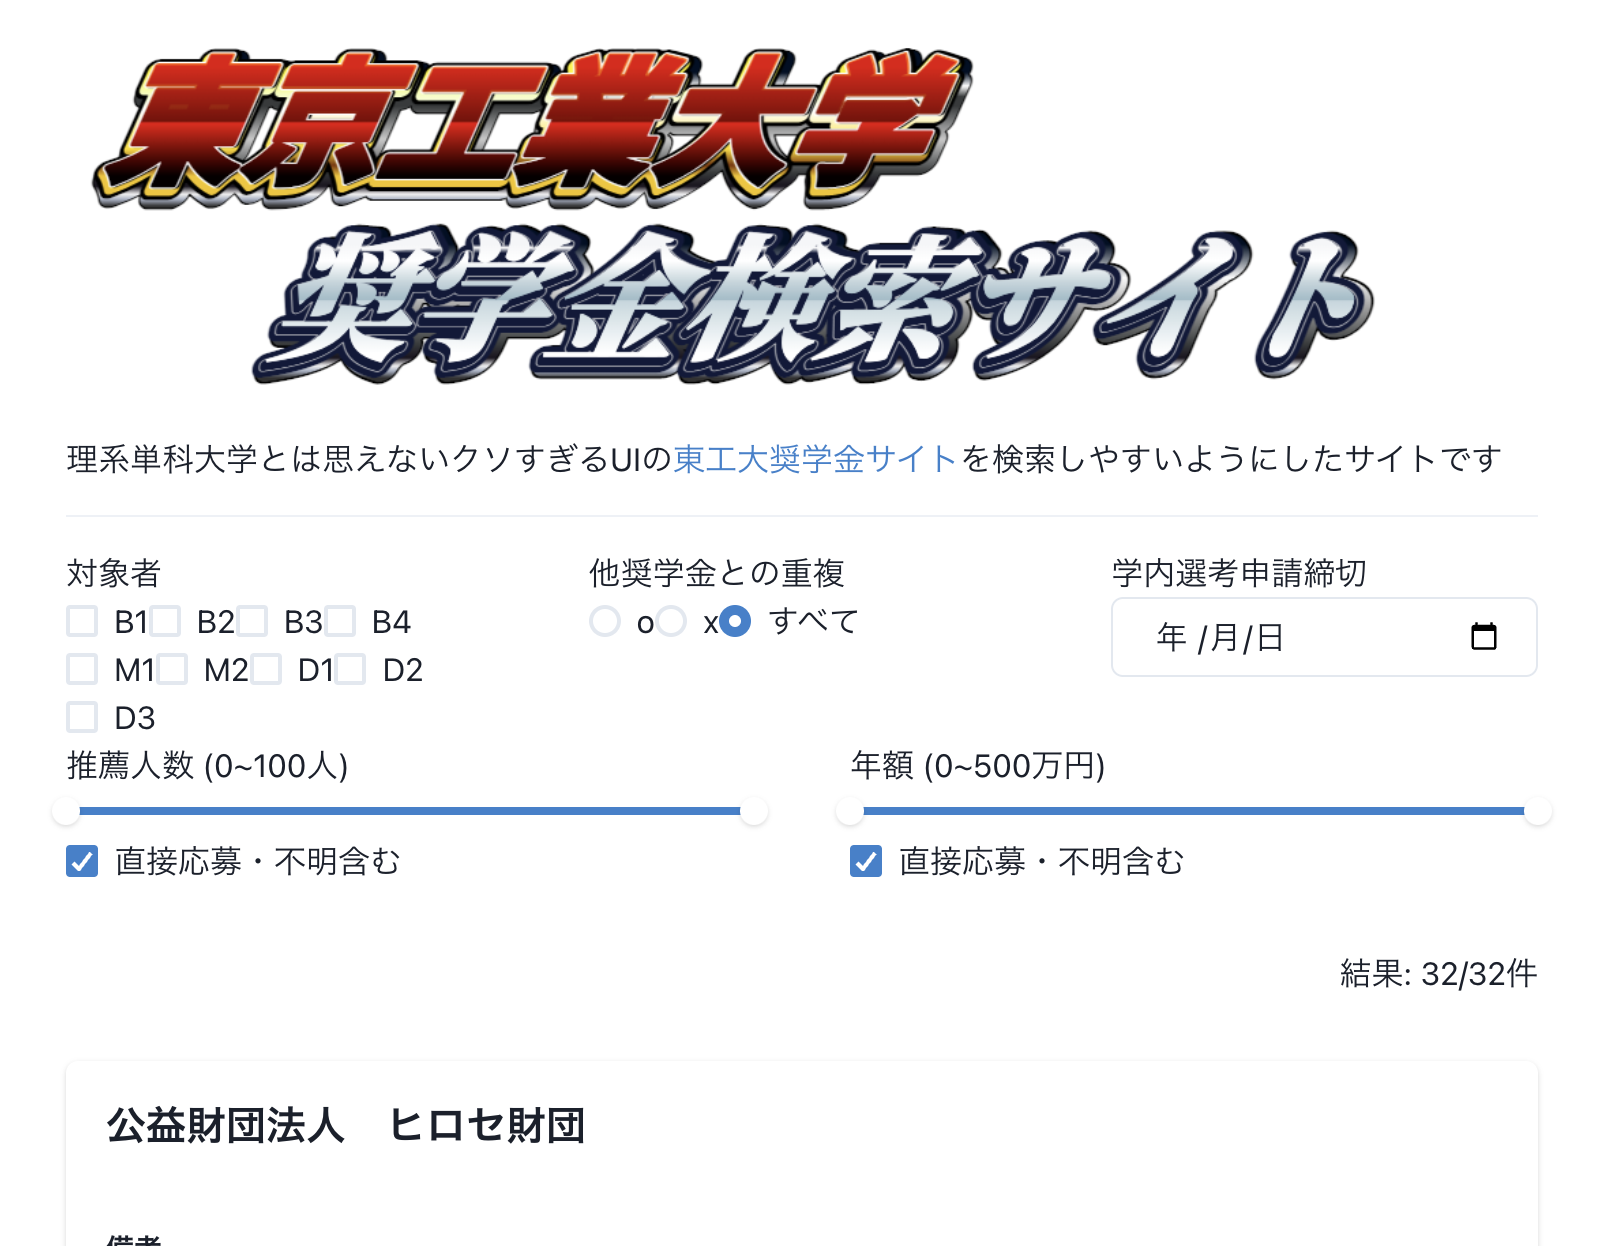 東京工業大学
奨学金検索サイト
理系単科大学とは思えないクソすぎるUIの東工大奨学金サイトを検索しやすいようにしたサイトです
対象者
B1 B2 B3 B4
M1 M2 D1 D2
D3
他奨学金との重複
o x すべて
学内選考申請締切
年 /月/日
推薦人数 (0~100人)
直接応募・不明含む
年額 (0~500万円)
直接応募・不明含む
結果: 32/32件
公益財団法人　ヒロセ財団
備考